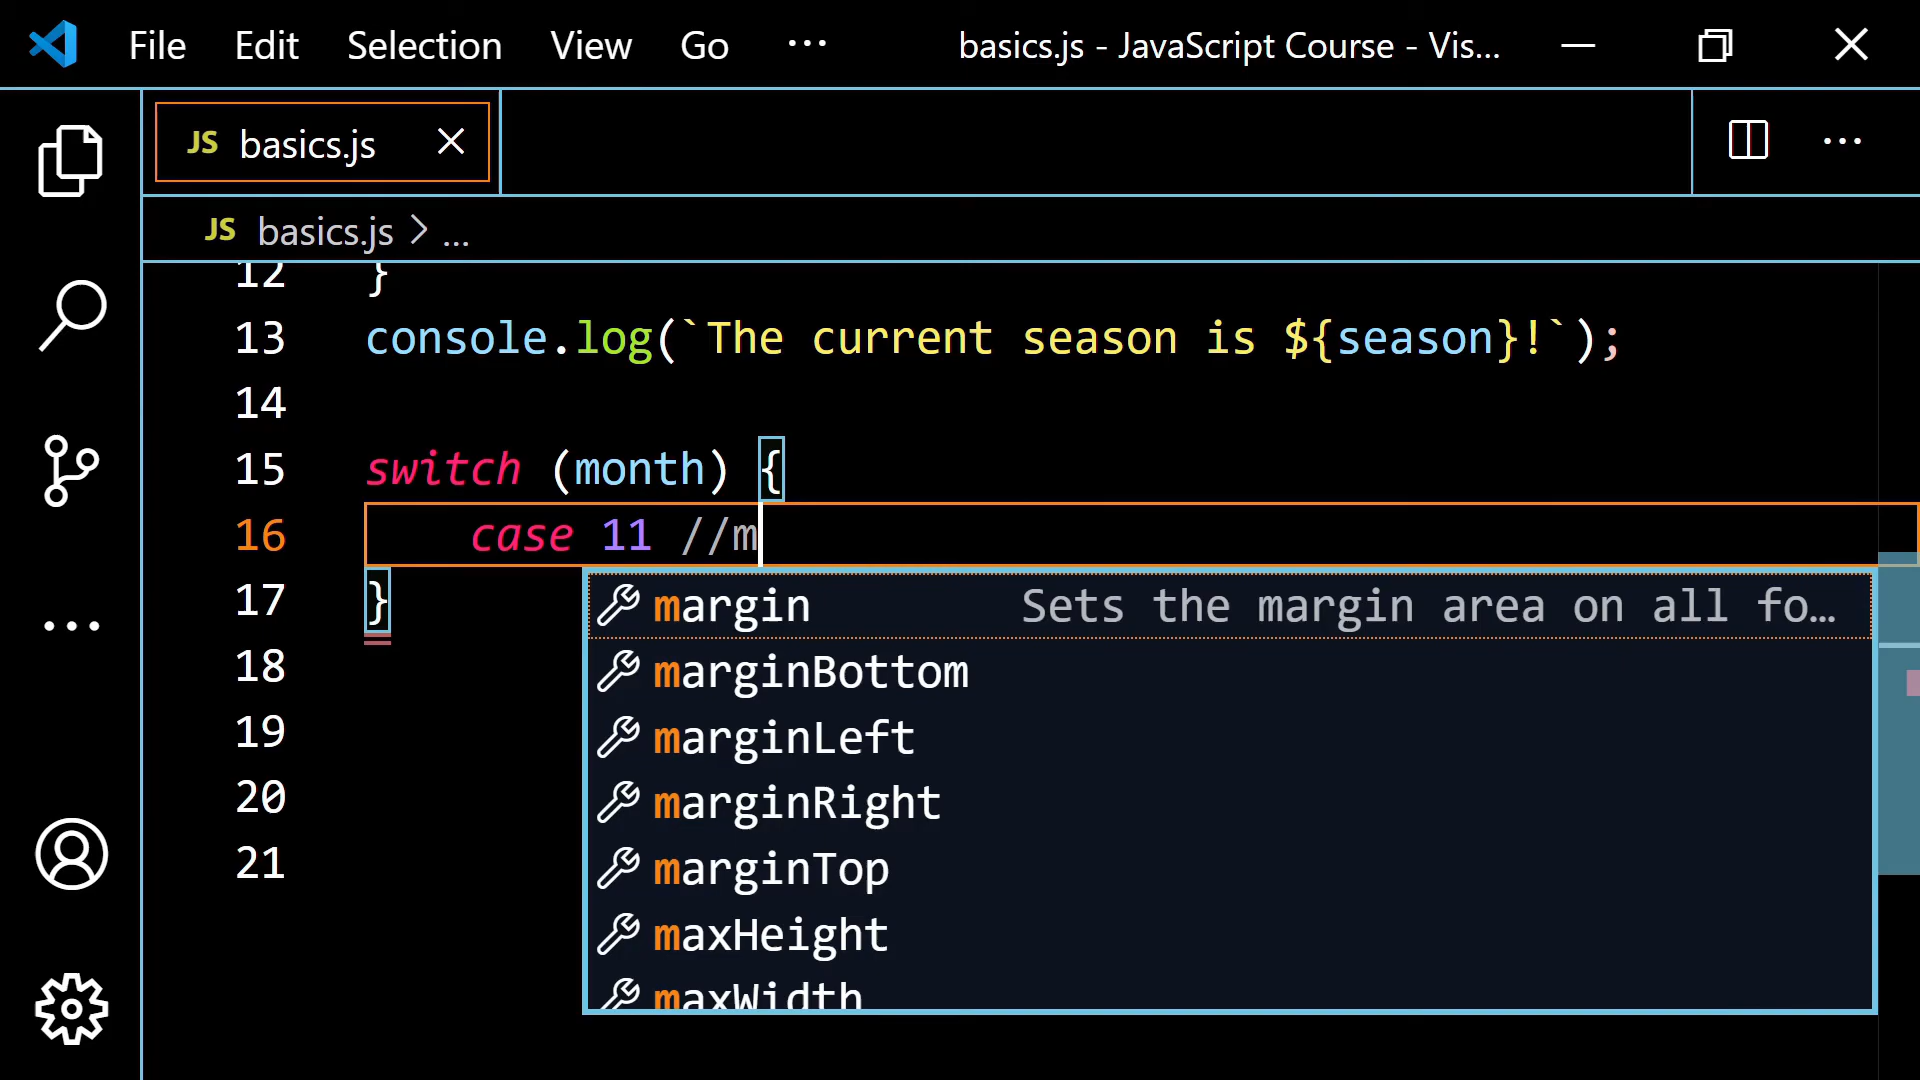 File Edit Selection View Go ... basics.js - JavaScript Course - Vis...
JS basics.js
JS basics.js > ...
12 }
13 console.log(`The current season is ${season}!`);
14
15 switch (month) {
16 case 11 //m
17 }
margin Sets the margin area on all fo...
18 marginBottom
19 marginLeft
20 marginRight
21 marginTop
maxHeight
maxWidth